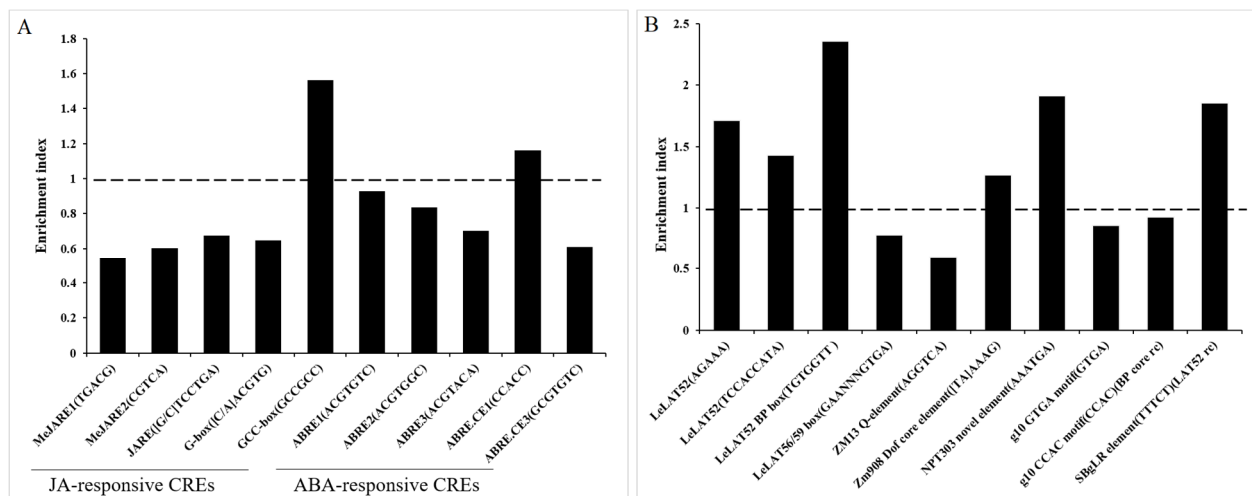 A
Enrichment index
1.8
1.6
1.4
1.2
1
0.8
0.6
0.4
0.2
0
MeJARE1(TGACG)
MeJARE2(CGTCA)
JARE([G/C]TCCTGA)
G-box([C/A]ACGTG)
GCC-box(GCCGCC)
ABRE1(ACGTGTC)
ABRE2(ACGTGGC)
ABRE3(ACGTACA)
ABRE.CE1(CCACC)
ABRE.CE3(GCGTGTC)
JA-responsive CREs
ABA-responsive CREs
B
Enrichment index
2.5
2
1.5
1
0.5
0
LeLAT52(AGAAA)
LeLAT52(TCCACCATA)
LeLAT52 BP box(TGTGGTT )
LeLAT56/59 box(GAANNNTGA)
ZM13 Q-element(AGGTCA)
Zm908 Dof core element([TA]AAAG)
NPT303 novel element(AAATGA)
g10 GTGA motif(GTGA)
g10 CCAC motif(CCAC)(BP core re)
SBgLR element(TTTCT)(LAT52 re)